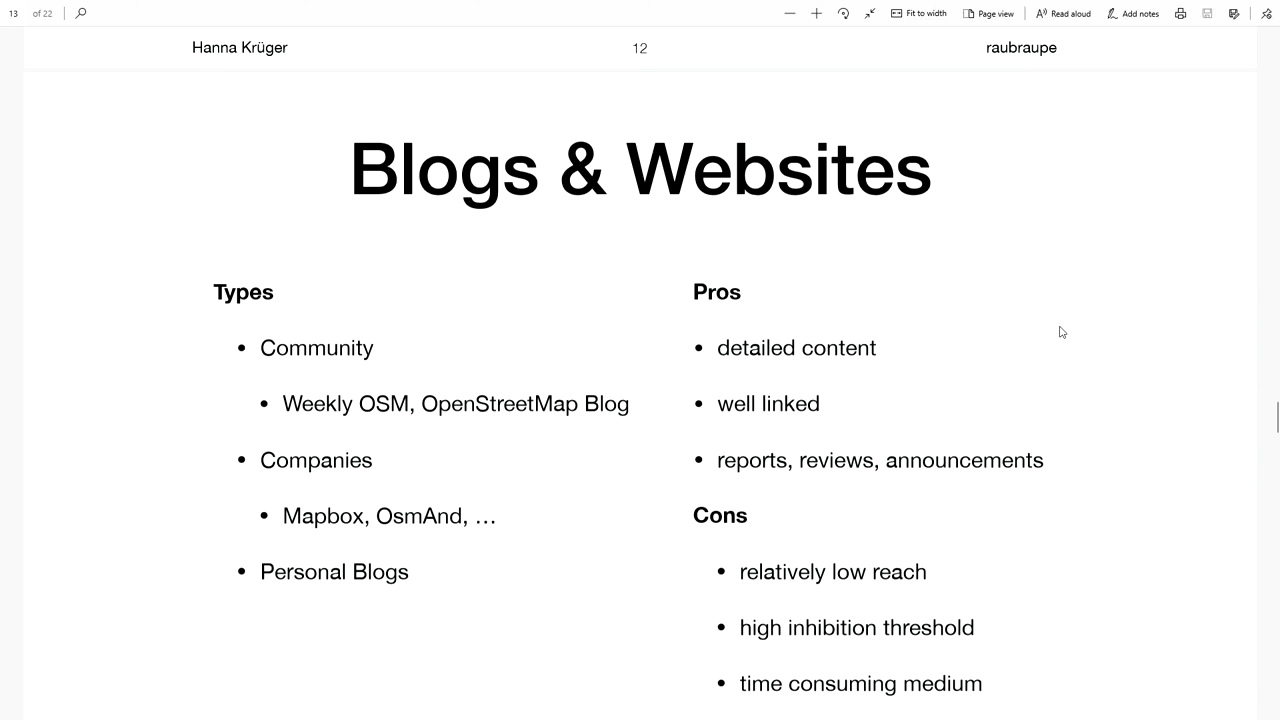 13 of 22
Fit to width
Page view
Read aloud
Add notes
Hanna Krüger
12
raubraupe
Blogs & Websites
Types
• Community
• Weekly OSM, OpenStreetMap Blog
• Companies
• Mapbox, OsmAnd, …
• Personal Blogs
Pros
• detailed content
• well linked
• reports, reviews, announcements
Cons
• relatively low reach
• high inhibition threshold
• time consuming medium